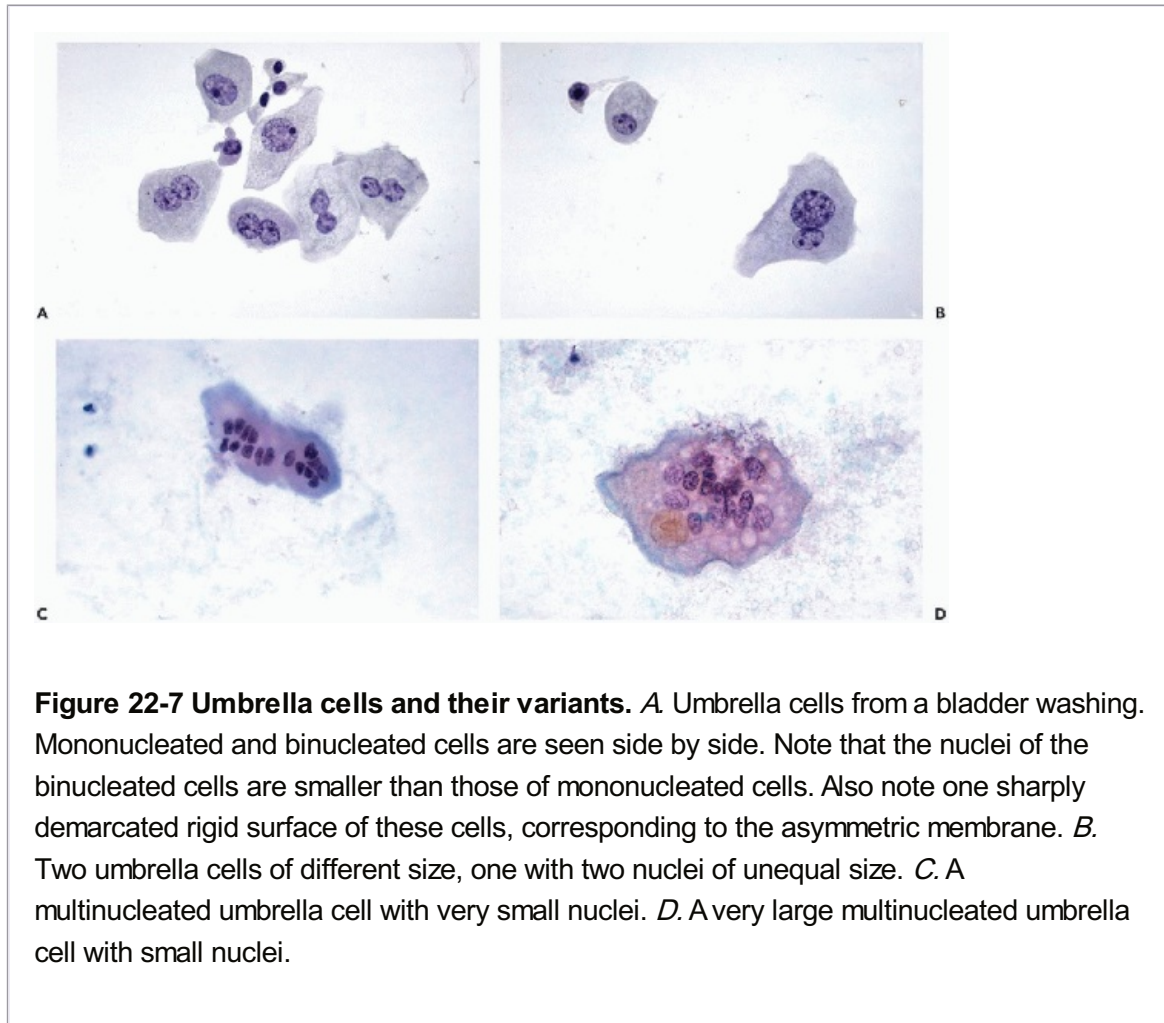 A
B
C
D
Figure 22-7 Umbrella cells and their variants. A. Umbrella cells from a bladder washing.
Mononucleated and binucleated cells are seen side by side. Note that the nuclei of the
binucleated cells are smaller than those of mononucleated cells. Also note one sharply
demarcated rigid surface of these cells, corresponding to the asymmetric membrane. B.
Two umbrella cells of different size, one with two nuclei of unequal size. C. A
multinucleated umbrella cell with very small nuclei. D. A very large multinucleated umbrella
cell with small nuclei.